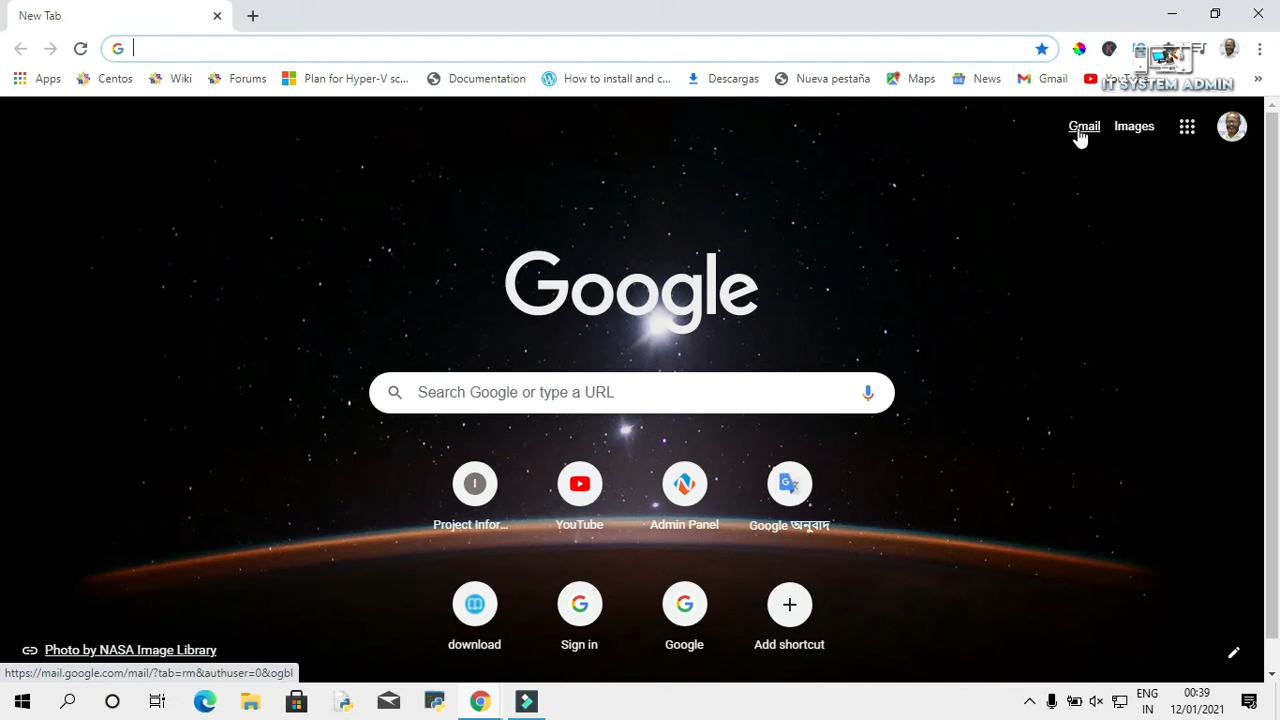 New Tab
Apps Centos Wiki Forums Plan for Hyper-V sc... Documentation How to install and c... Descargas Nueva pestaña Maps News Gmail YouTube »
IT SYSTEM ADMIN
Gmail Images
Google
Search Google or type a URL
Project Infor... YouTube Admin Panel Google অনুবাদ
download Sign in Google Add shortcut
Photo by NASA Image Library
https://mail.google.com/mail/?tab=rm&authuser=0&ogbl
ENG 00:39
IN 12/01/2021